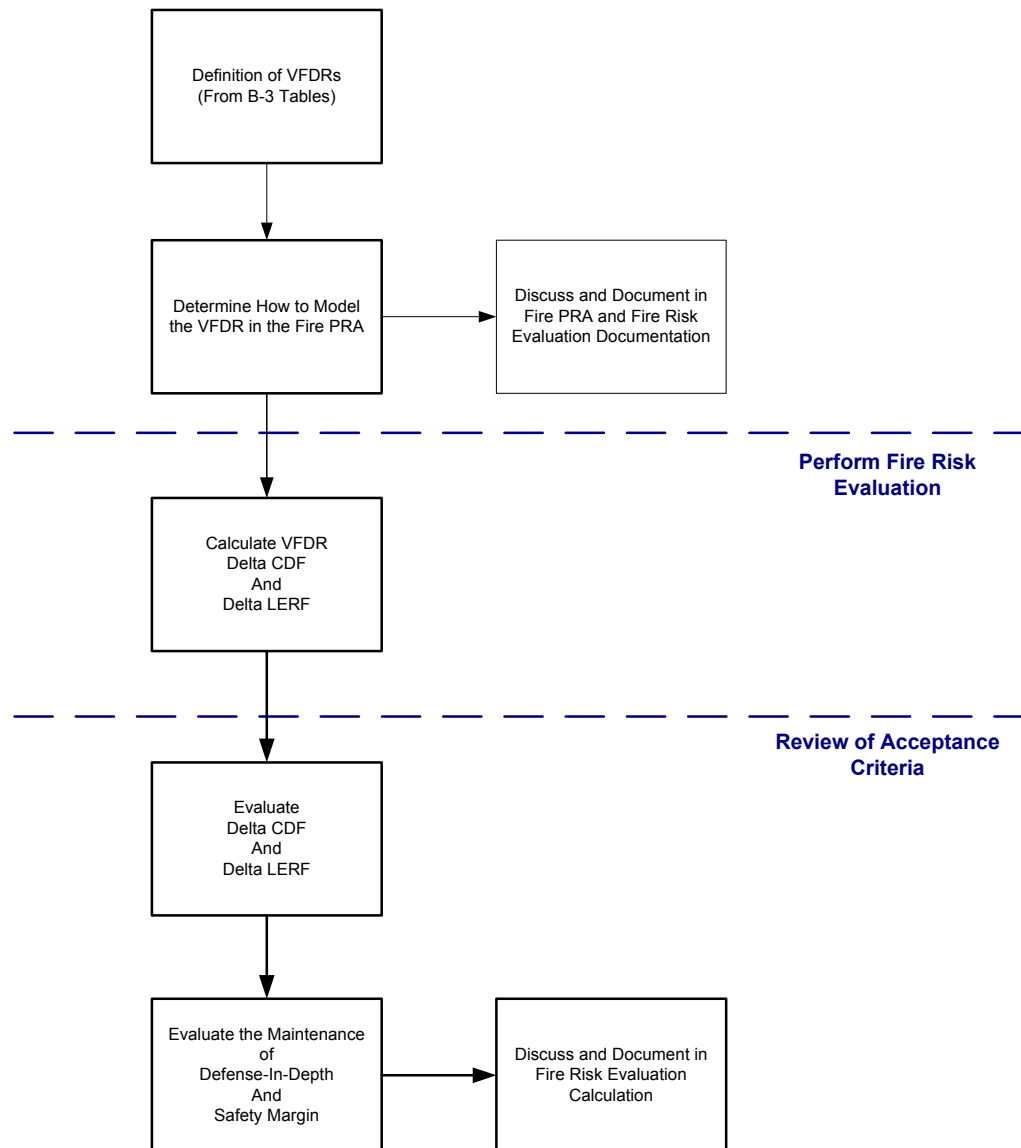 Definition of VFDRs
(From B-3 Tables)
Determine How to Model
the VFDR in the Fire PRA
Discuss and Document in
Fire PRA and Fire Risk
Evaluation Documentation
Perform Fire Risk
Evaluation
Calculate VFDR
Delta CDF
And
Delta LERF
Review of Acceptance
Criteria
Evaluate
Delta CDF
And
Delta LERF
Evaluate the Maintenance
of
Defense-In-Depth
And
Safety Margin
Discuss and Document in
Fire Risk Evaluation
Calculation